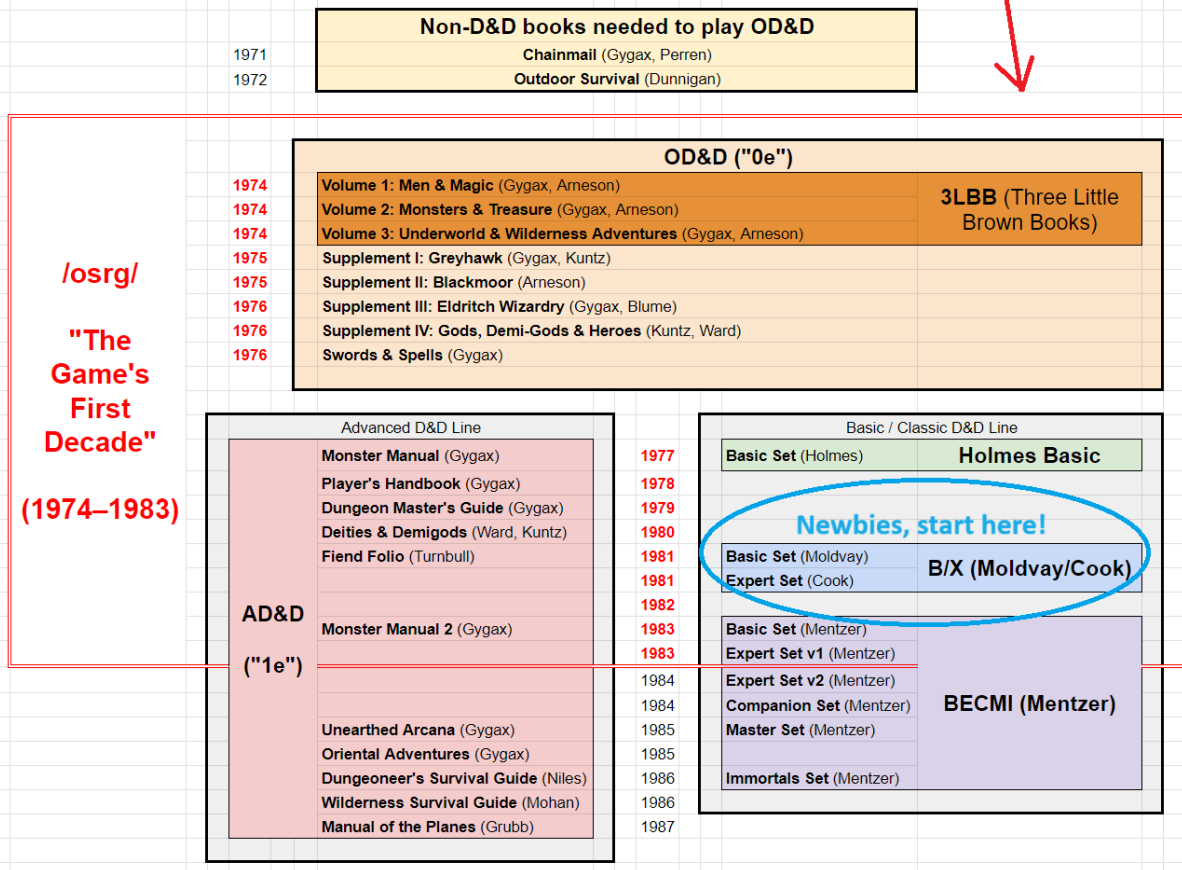 Non-D&D books needed to play OD&D
1971 Chainmail (Gygax, Perren)
1972 Outdoor Survival (Dunnigan)
/osrg/
"The
Game's
First
Decade"
(1974–1983)
OD&D ("0e")
1974 Volume 1: Men & Magic (Gygax, Arneson)
1974 Volume 2: Monsters & Treasure (Gygax, Arneson)
1974 Volume 3: Underworld & Wilderness Adventures (Gygax, Arneson)
3LBB (Three Little
Brown Books)
1975 Supplement I: Greyhawk (Gygax, Kuntz)
1975 Supplement II: Blackmoor (Arneson)
1976 Supplement III: Eldritch Wizardry (Gygax, Blume)
1976 Supplement IV: Gods, Demi-Gods & Heroes (Kuntz, Ward)
1976 Swords & Spells (Gygax)
Advanced D&D Line
AD&D
("1e")
Monster Manual (Gygax)
Player's Handbook (Gygax)
Dungeon Master's Guide (Gygax)
Deities & Demigods (Ward, Kuntz)
Fiend Folio (Turnbull)
Monster Manual 2 (Gygax)
Unearthed Arcana (Gygax)
Oriental Adventures (Gygax)
Dungeoneer's Survival Guide (Niles)
Wilderness Survival Guide (Mohan)
Manual of the Planes (Grubb)
1977
1978
1979
1980
1981
1981
1982
1983
1983
1984
1984
1985
1985
1986
1986
1987
Basic / Classic D&D Line
Basic Set (Holmes) Holmes Basic
Newbies, start here!
Basic Set (Moldvay)
Expert Set (Cook)
B/X (Moldvay/Cook)
Basic Set (Mentzer)
Expert Set v1 (Mentzer)
Expert Set v2 (Mentzer)
Companion Set (Mentzer)
Master Set (Mentzer)
Immortals Set (Mentzer)
BECMI (Mentzer)